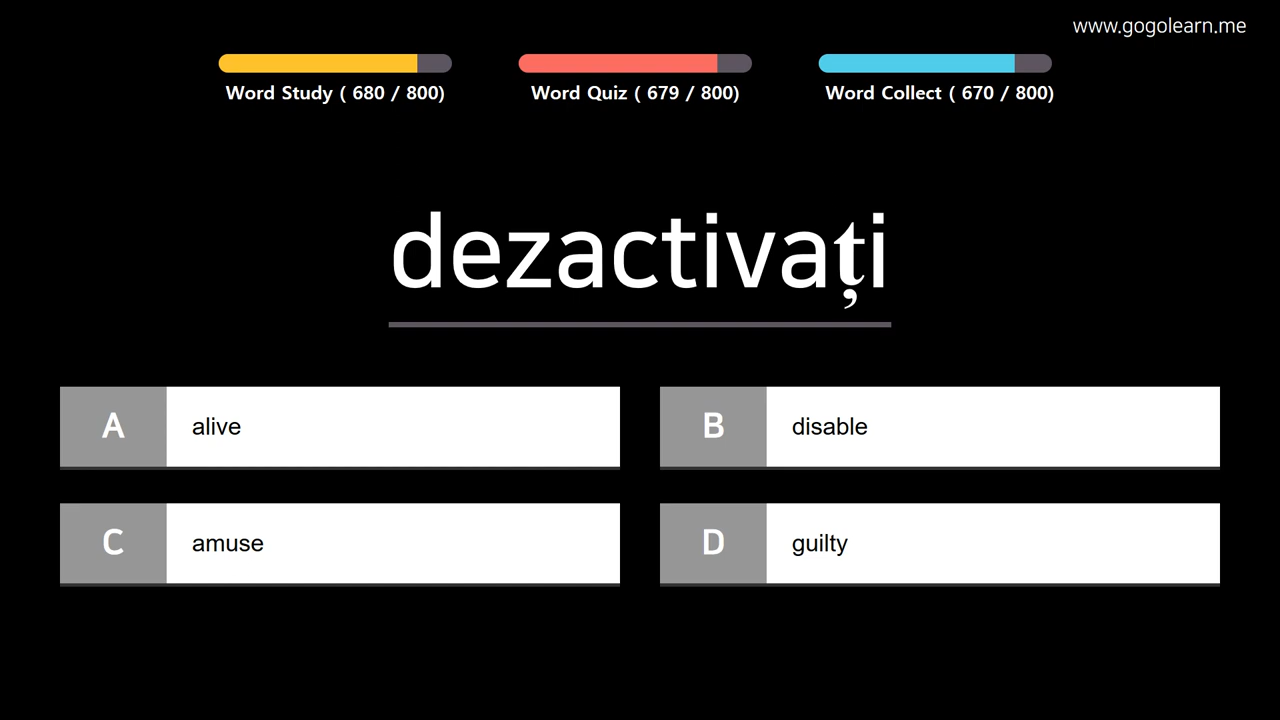 www.gogolearn.me
Word Study ( 680 / 800)
Word Quiz ( 679 / 800)
Word Collect ( 670 / 800)
dezactivați
A alive
B disable
C amuse
D guilty